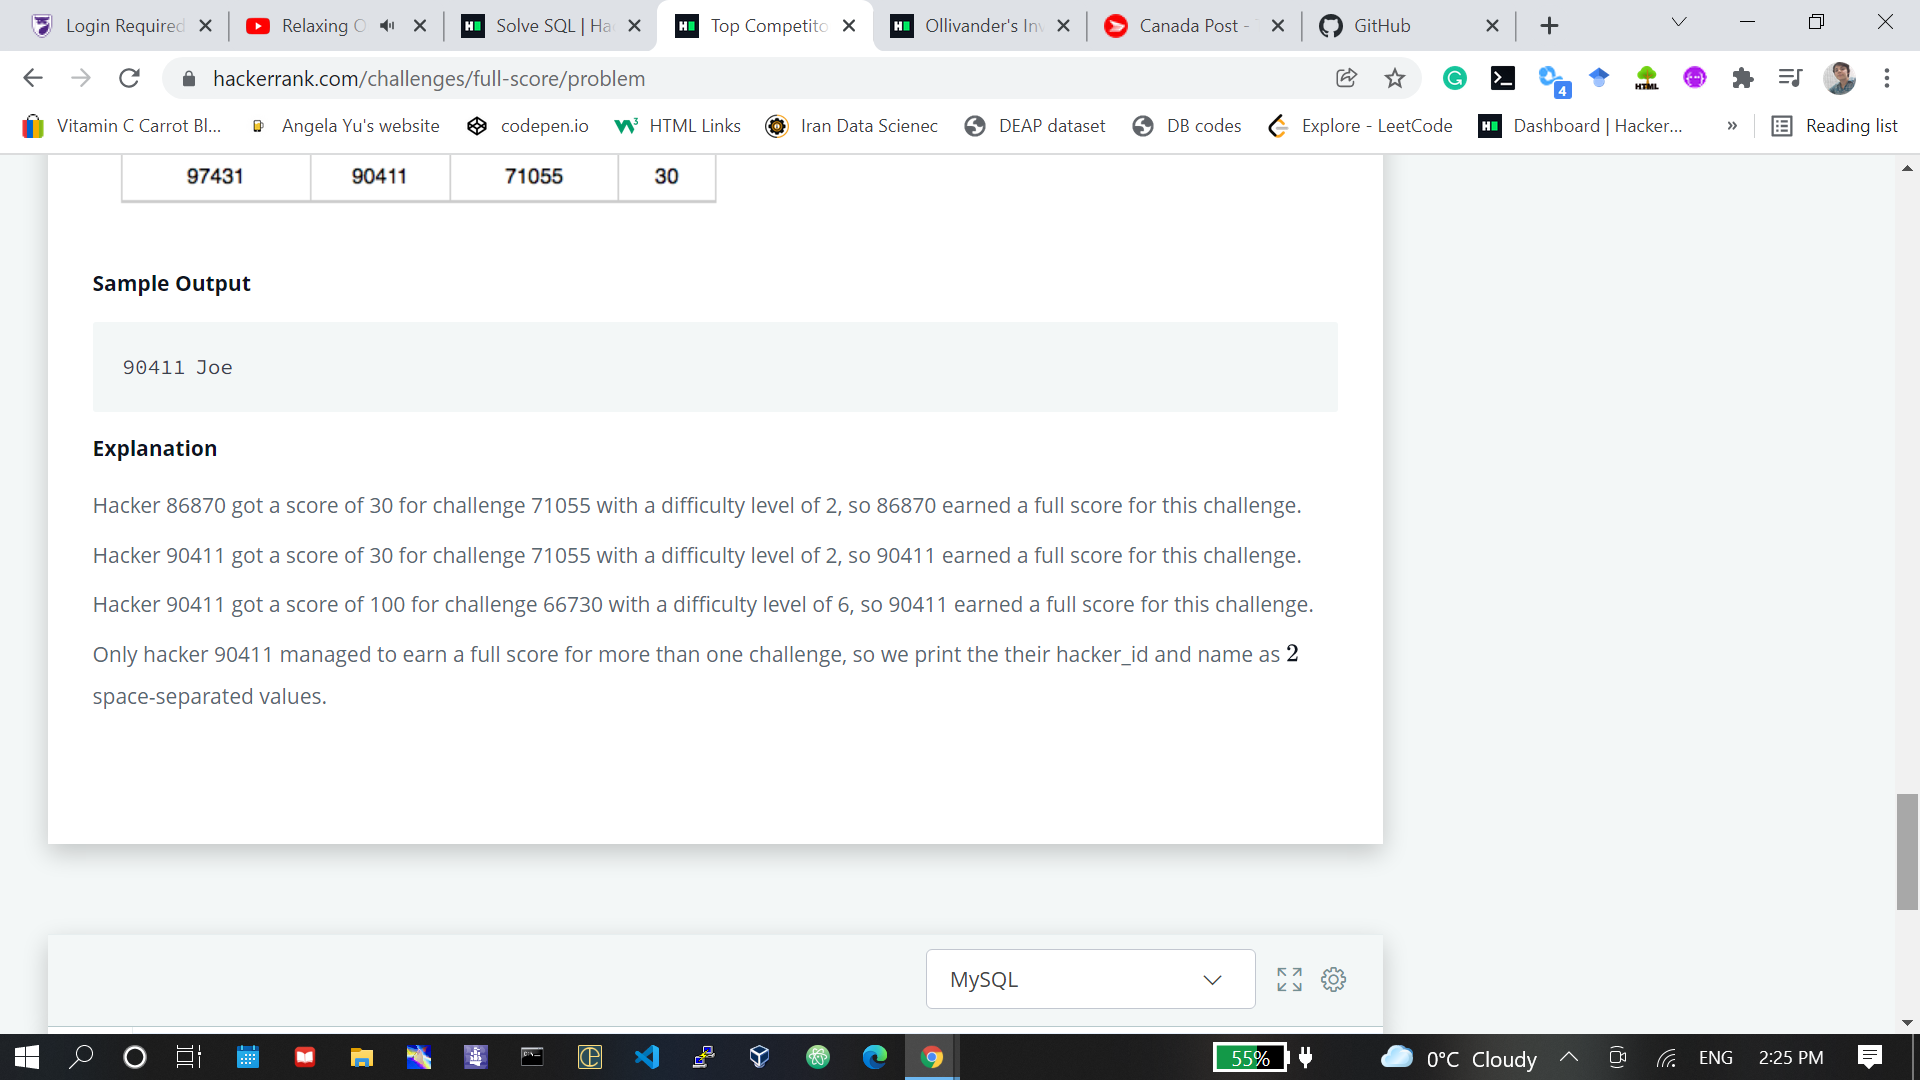 Login Required
Relaxing O
Solve SQL | Ha
Top Competito
Ollivander's Inv
Canada Post -
GitHub
hackerrank.com/challenges/full-score/problem
4
HTML
Vitamin C Carrot Bl...
Angela Yu's website
codepen.io
HTML Links
Iran Data Scienec
DEAP dataset
DB codes
Explore - LeetCode
Dashboard | Hacker...
»
Reading list
97431 90411 71055 30
Sample Output
90411 Joe
Explanation
Hacker 86870 got a score of 30 for challenge 71055 with a difficulty level of 2, so 86870 earned a full score for this challenge.
Hacker 90411 got a score of 30 for challenge 71055 with a difficulty level of 2, so 90411 earned a full score for this challenge.
Hacker 90411 got a score of 100 for challenge 66730 with a difficulty level of 6, so 90411 earned a full score for this challenge.
Only hacker 90411 managed to earn a full score for more than one challenge, so we print the their hacker_id and name as 2
space-separated values.
MySQL
55%
0°C Cloudy
ENG
2:25 PM